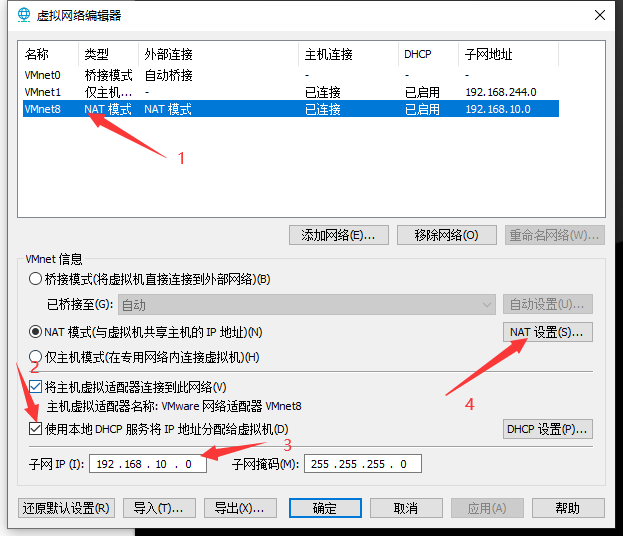 虚拟网络编辑器
名称 类型 外部连接 主机连接 DHCP 子网地址
VMnet0 桥接模式 自动桥接 - - -
VMnet1 仅主机... - 已连接 已启用 192.168.244.0
VMnet8 NAT 模式 NAT 模式 已连接 已启用 192.168.10.0
1
添加网络(E)... 移除网络(O) 重命名网络(W)...
VMnet 信息
桥接模式(将虚拟机直接连接到外部网络)(B)
已桥接至(G): 自动 自动设置(U)...
NAT 模式(与虚拟机共享主机的 IP 地址)(N) NAT 设置(S)...
仅主机模式(在专用网络内连接虚拟机)(H)
2
将主机虚拟适配器连接到此网络(V)
4
主机虚拟适配器名称: VMware 网络适配器 VMnet8
使用本地 DHCP 服务将 IP 地址分配给虚拟机(D) DHCP 设置(P)...
3
子网 IP (I): 192 .168 . 10 . 0 子网掩码(M): 255 .255 .255 . 0
还原默认设置(R) 导入(T)... 导出(X)... 确定 取消 应用(A) 帮助